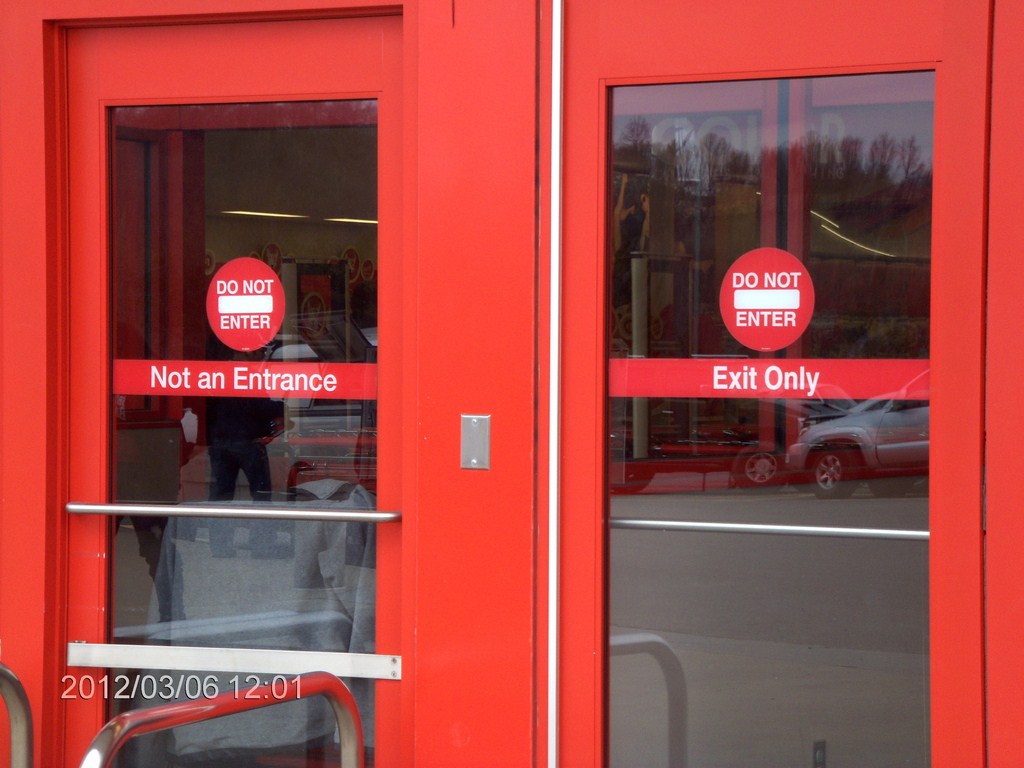 DO NOT
ENTER
Not an Entrance
DO NOT
ENTER
Exit Only
2012/03/06 12:01